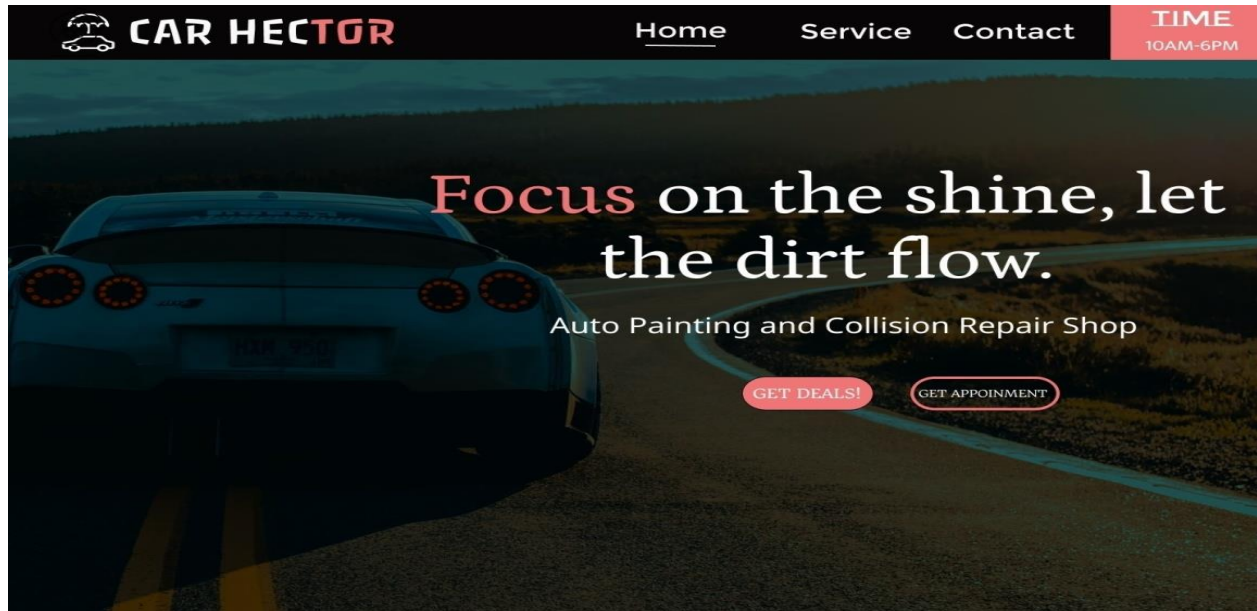 CAR HECTOR
Home Service Contact
TIME
10AM-6PM
Focus on the shine, let
the dirt flow.
Auto Painting and Collision Repair Shop
GET DEALS!
GET APPOINMENT